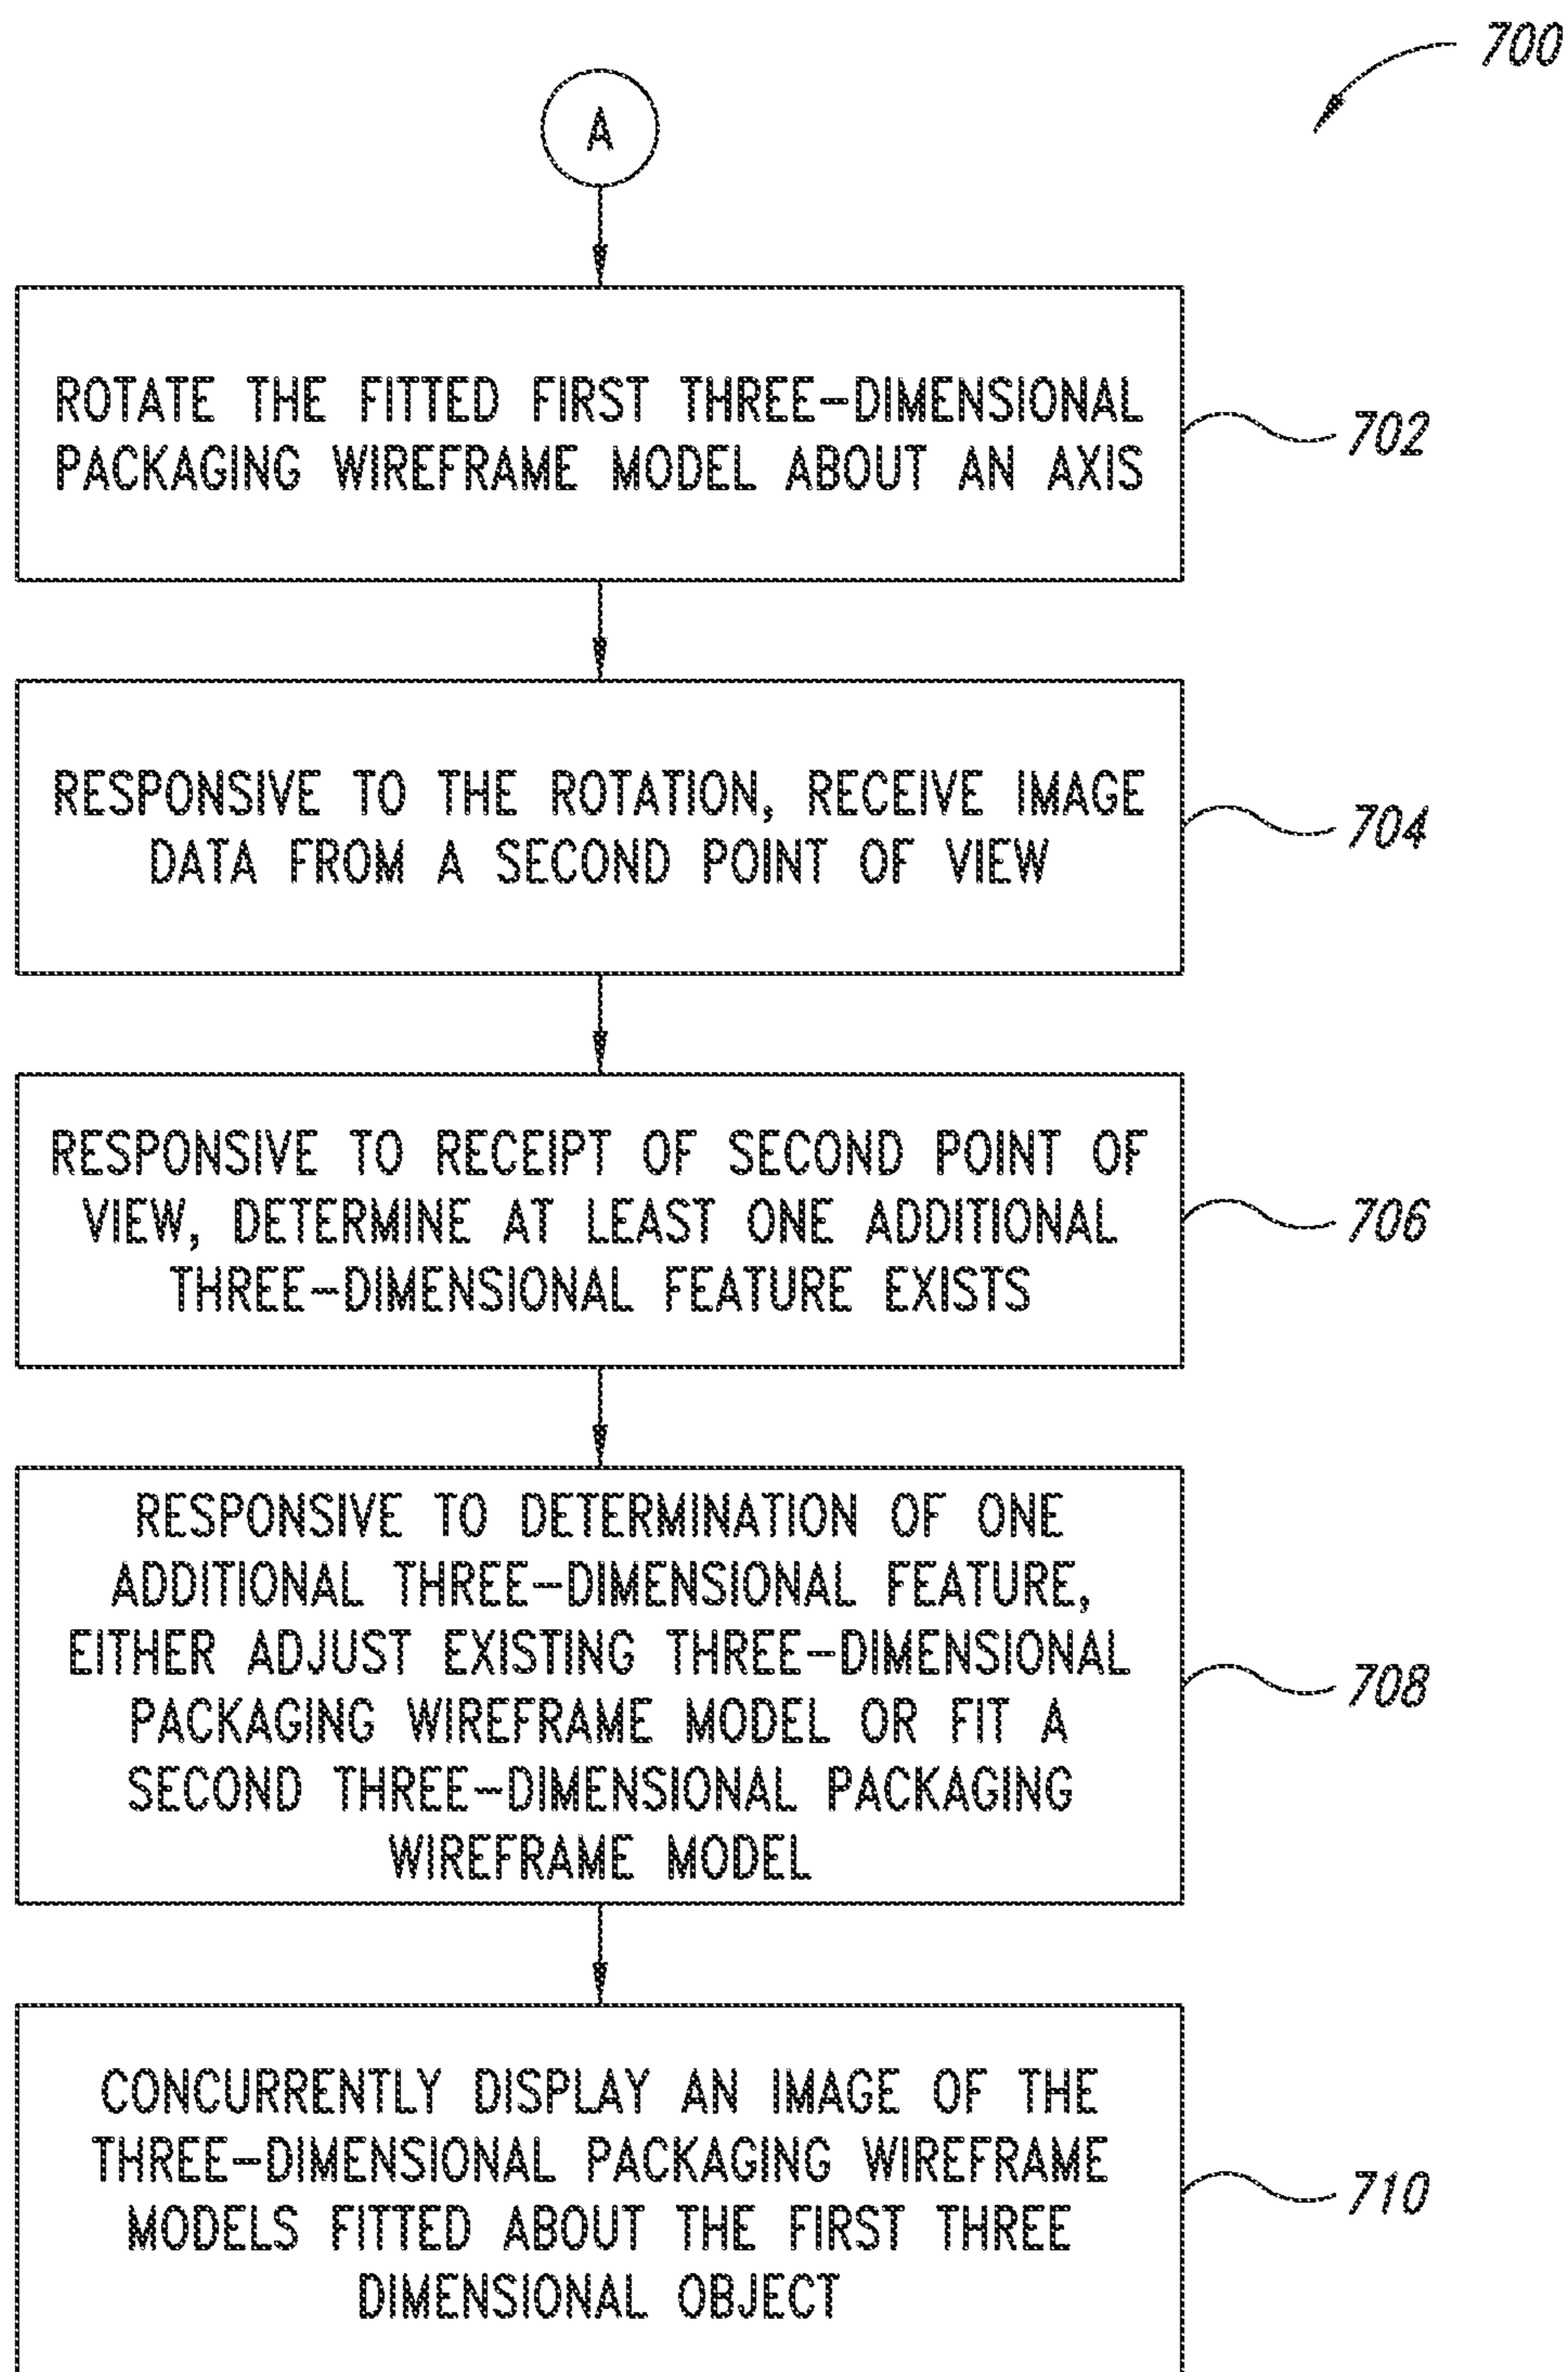 700
A
ROTATE THE FITTED FIRST THREE-DIMENSIONAL
PACKAGING WIREFRAME MODEL ABOUT AN AXIS
702
RESPONSIVE TO THE ROTATION, RECEIVE IMAGE
DATA FROM A SECOND POINT OF VIEW
704
RESPONSIVE TO RECEIPT OF SECOND POINT OF
VIEW, DETERMINE AT LEAST ONE ADDITIONAL
THREE-DIMENSIONAL FEATURE EXISTS
706
RESPONSIVE TO DETERMINATION OF ONE
ADDITIONAL THREE-DIMENSIONAL FEATURE,
EITHER ADJUST EXISTING THREE-DIMENSIONAL
PACKAGING WIREFRAME MODEL OR FIT A
SECOND THREE-DIMENSIONAL PACKAGING
WIREFRAME MODEL
708
CONCURRENTLY DISPLAY AN IMAGE OF THE
THREE-DIMENSIONAL PACKAGING WIREFRAME
MODELS FITTED ABOUT THE FIRST THREE
DIMENSIONAL OBJECT
710